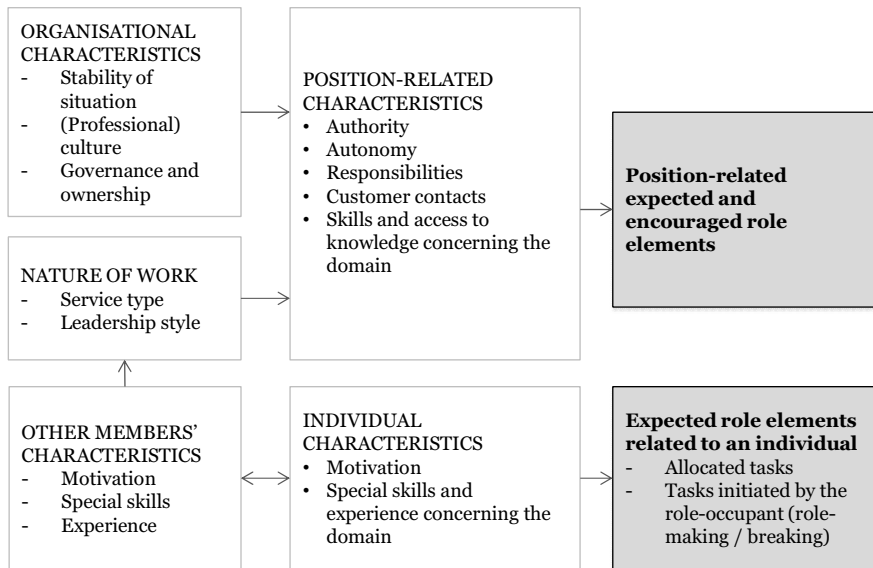 ORGANISATIONAL
CHARACTERISTICS
- Stability of
situation
- (Professional)
culture
- Governance and
ownership
NATURE OF WORK
- Service type
- Leadership style
OTHER MEMBERS’
CHARACTERISTICS
- Motivation
- Special skills
- Experience
POSITION-RELATED
CHARACTERISTICS
• Authority
• Autonomy
• Responsibilities
• Customer contacts
• Skills and access to
knowledge concerning the
domain
INDIVIDUAL
CHARACTERISTICS
• Motivation
• Special skills and
experience concerning the
domain
Position-related
expected and
encouraged role
elements
Expected role elements
related to an individual
- Allocated tasks
- Tasks initiated by the
role-occupant (role-
making / breaking)